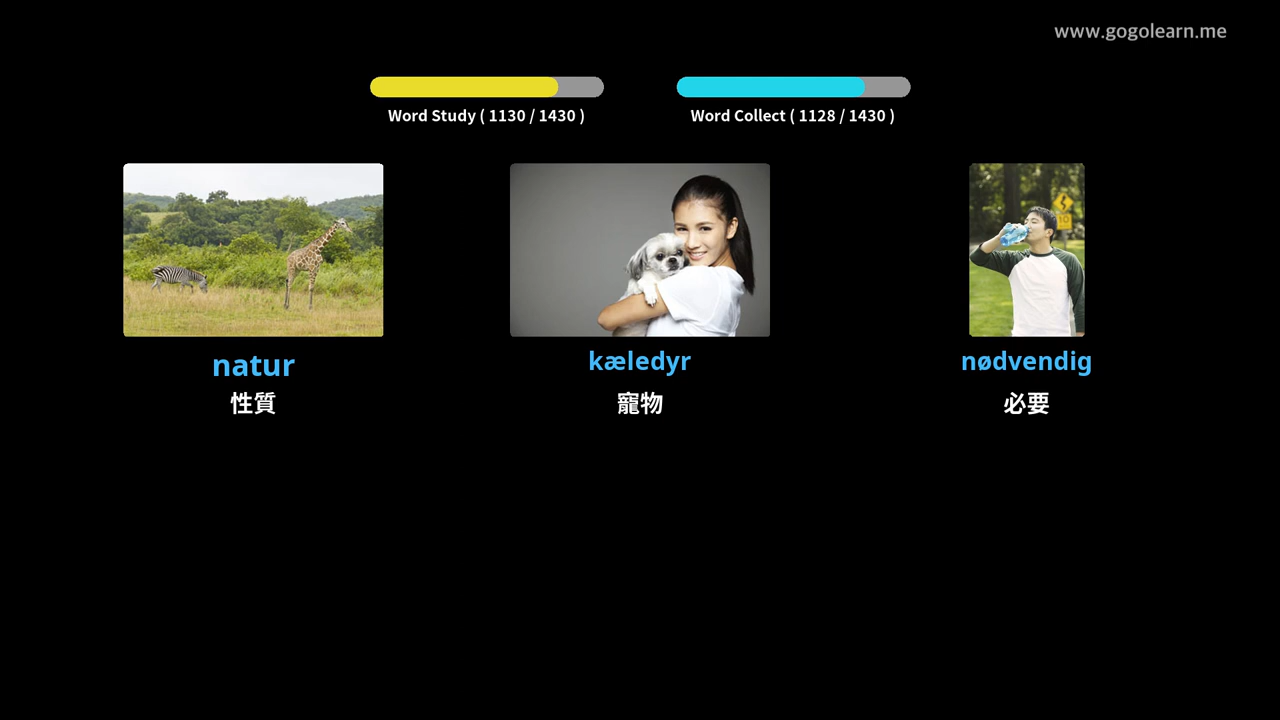 www.gogolearn.me
Word Study ( 1130 / 1430 )
Word Collect ( 1128 / 1430 )
natur
性質
kæledyr
寵物
nødvendig
必要